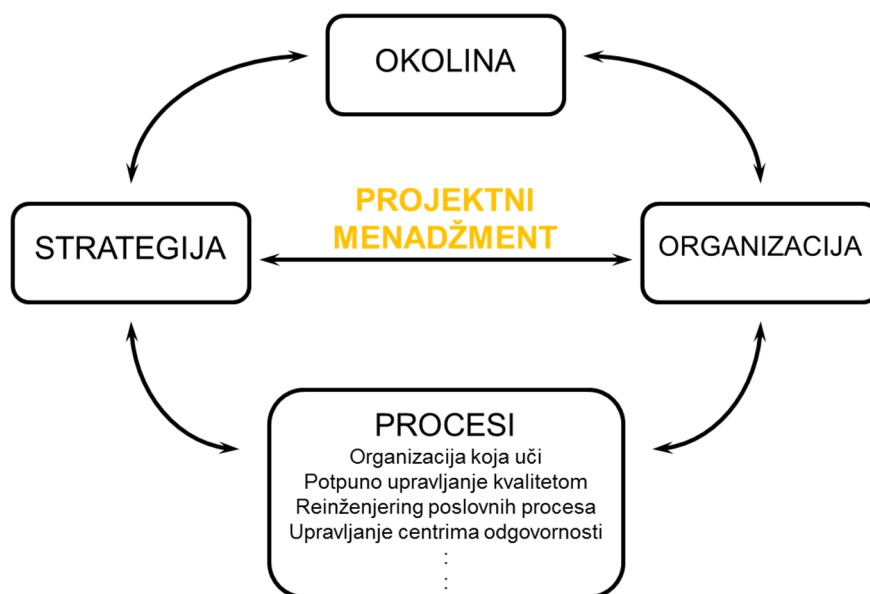 OKOLINA
PROJEKTNI
MENADŽMENT
STRATEGIJA
ORGANIZACIJA
PROCESI
Organizacija koja uči
Potpuno upravljanje kvalitetom
Reinženjering poslovnih procesa
Upravljanje centrima odgovornosti
:
: